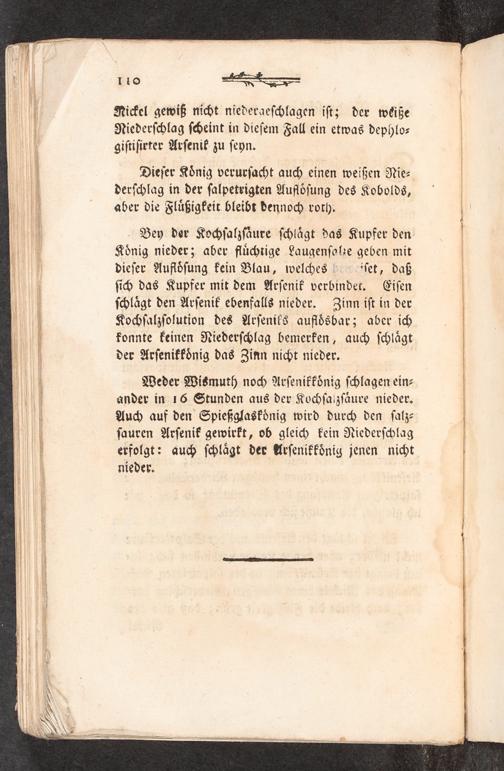 110
Nickel gewiß nicht niedergeschlagen ist; der weiße
Niederschlag scheint in diesem Fall ein etwas dephlo-
gistisirter Arsenik zu seyn.
Dieser König verursacht auch einen weißen Nie-
derschlag in der salpetrigten Auflösung des Kobolds,
aber die Flüßigkeit bleibt dennoch roth.
Bey der Kochsalzsäure schlägt das Kupfer den
König nieder; aber flüchtige Laugensalze geben mit
dieser Auflösung kein Blau, welches beweiset, daß
sich das Kupfer mit dem Arsenik verbindet. Eisen
schlägt den Arsenik ebenfalls nieder. Zinn ist in der
Kochsalzsolution des Arseniks auflösbar; aber ich
konnte keinen Niederschlag bemerken, auch schlägt
der Arsenikkönig das Zinn nicht nieder.
Weder Wismuth noch Arsenikkönig schlagen ein-
ander in 16 Stunden aus der Kochsalzsäure nieder.
Auch auf den Spießglaskönig wird durch den salz-
sauren Arsenik gewirkt, ob gleich kein Niederschlag
erfolgt: auch schlägt der Arsenikkönig jenen nicht
nieder.